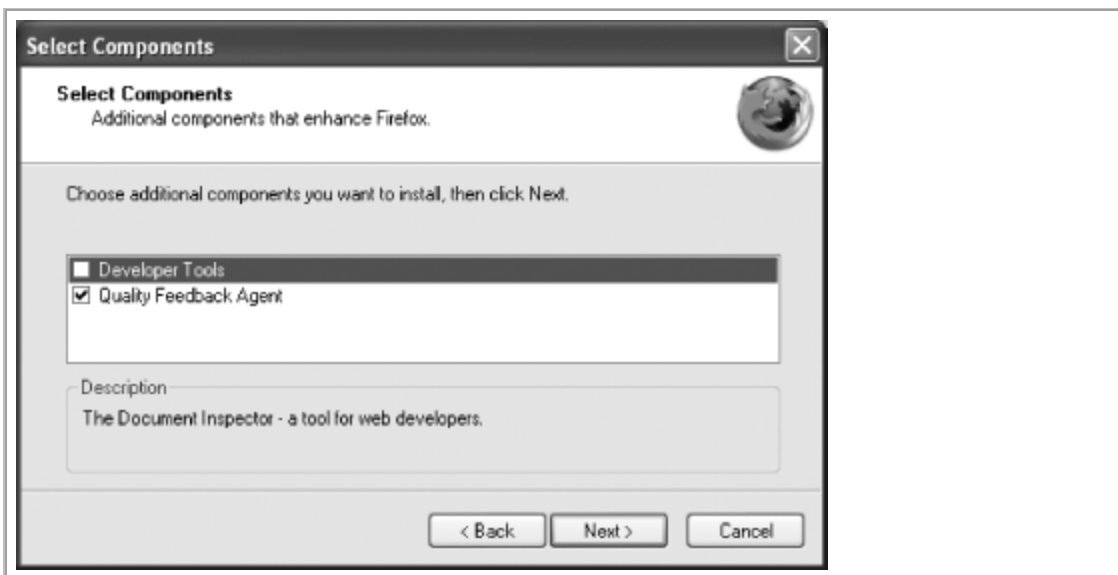 Select Components
Select Components
Additional components that enhance Firefox.
Choose additional components you want to install, then click Next.
Developer Tools
Quality Feedback Agent
Description
The Document Inspector - a tool for web developers.
< Back
Next >
Cancel